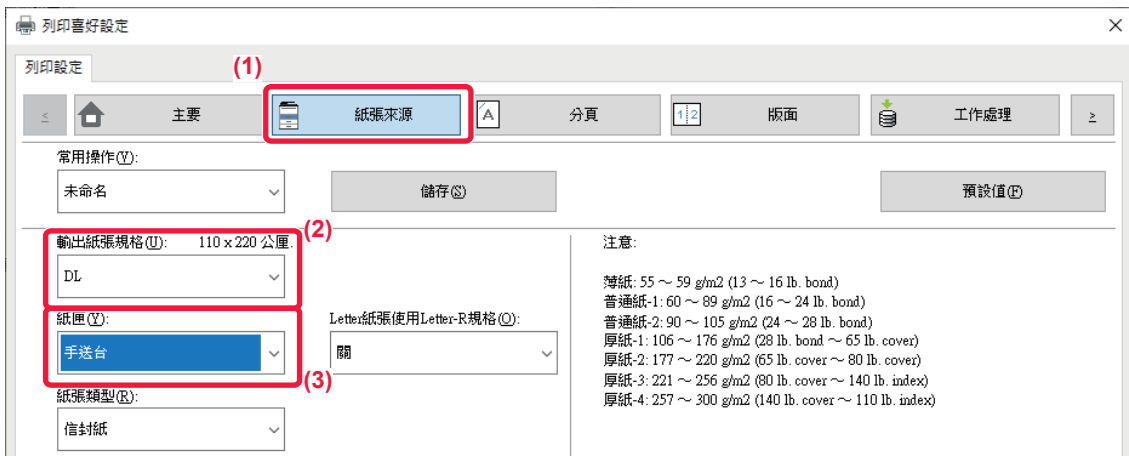 列印喜好設定
列印設定
(1)
≤ 主要 紙張來源 A 分頁 1 2 版面 工作處理 ≥
常用操作(V):
未命名
儲存(S)
預設值(F)
輸出紙張規格(U): 110 x 220 公厘.
(2)
DL
紙匣(Y):
手送台
(3)
Letter紙張使用Letter-R規格(O):
關
紙張類型(R):
信封紙
注意:
薄紙: 55 ~ 59 g/m2 (13 ~ 16 lb. bond)
普通紙-1: 60 ~ 89 g/m2 (16 ~ 24 lb. bond)
普通紙-2: 90 ~ 105 g/m2 (24 ~ 28 lb. bond)
厚紙-1: 106 ~ 176 g/m2 (28 lb. bond ~ 65 lb. cover)
厚紙-2: 177 ~ 220 g/m2 (65 lb. cover ~ 80 lb. cover)
厚紙-3: 221 ~ 256 g/m2 (80 lb. cover ~ 140 lb. index)
厚紙-4: 257 ~ 300 g/m2 (140 lb. cover ~ 110 lb. index)